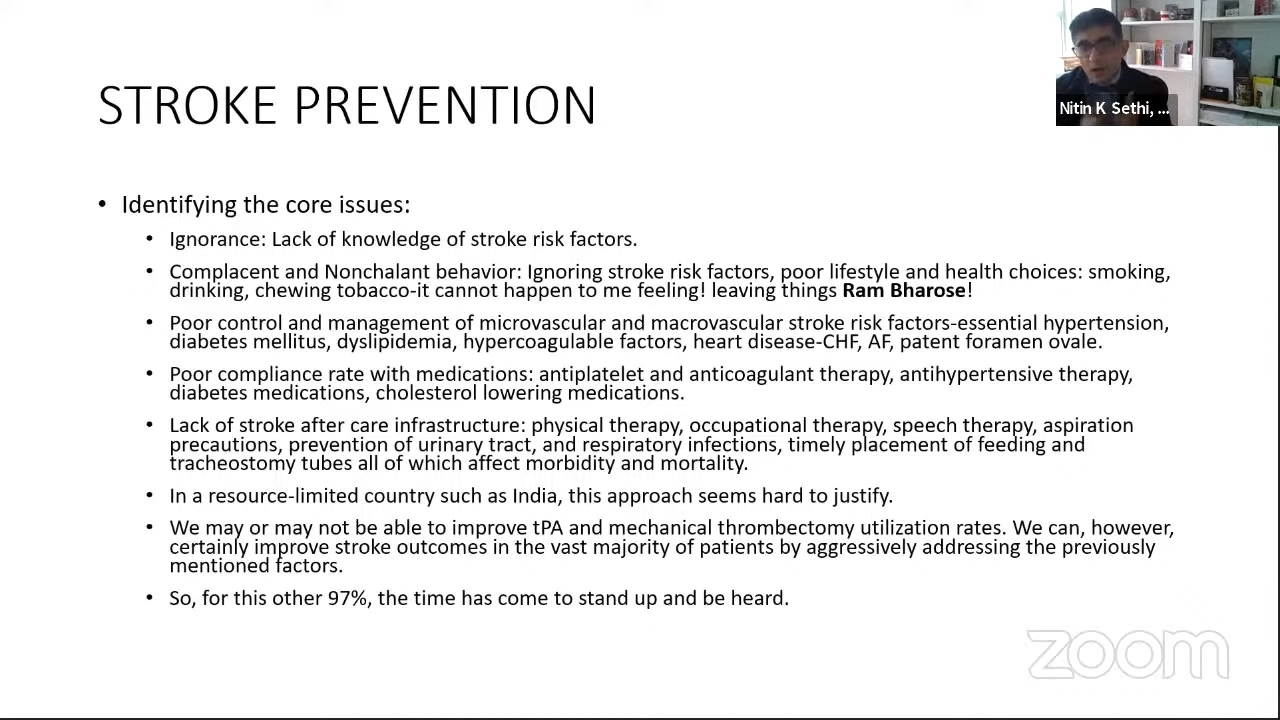 STROKE PREVENTION
Nitin K Sethi, ...
• Identifying the core issues:
• Ignorance: Lack of knowledge of stroke risk factors.
• Complacent and Nonchalant behavior: Ignoring stroke risk factors, poor lifestyle and health choices: smoking,
drinking, chewing tobacco-it cannot happen to me feeling! leaving things Ram Bharose!
• Poor control and management of microvascular and macrovascular stroke risk factors-essential hypertension,
diabetes mellitus, dyslipidemia, hypercoagulable factors, heart disease-CHF, AF, patent foramen ovale.
• Poor compliance rate with medications: antiplatelet and anticoagulant therapy, antihypertensive therapy,
diabetes medications, cholesterol lowering medications.
• Lack of stroke after care infrastructure: physical therapy, occupational therapy, speech therapy, aspiration
precautions, prevention of urinary tract, and respiratory infections, timely placement of feeding and
tracheostomy tubes all of which affect morbidity and mortality.
• In a resource-limited country such as India, this approach seems hard to justify.
• We may or may not be able to improve tPA and mechanical thrombectomy utilization rates. We can, however,
certainly improve stroke outcomes in the vast majority of patients by aggressively addressing the previously
mentioned factors.
• So, for this other 97%, the time has come to stand up and be heard.
zoom